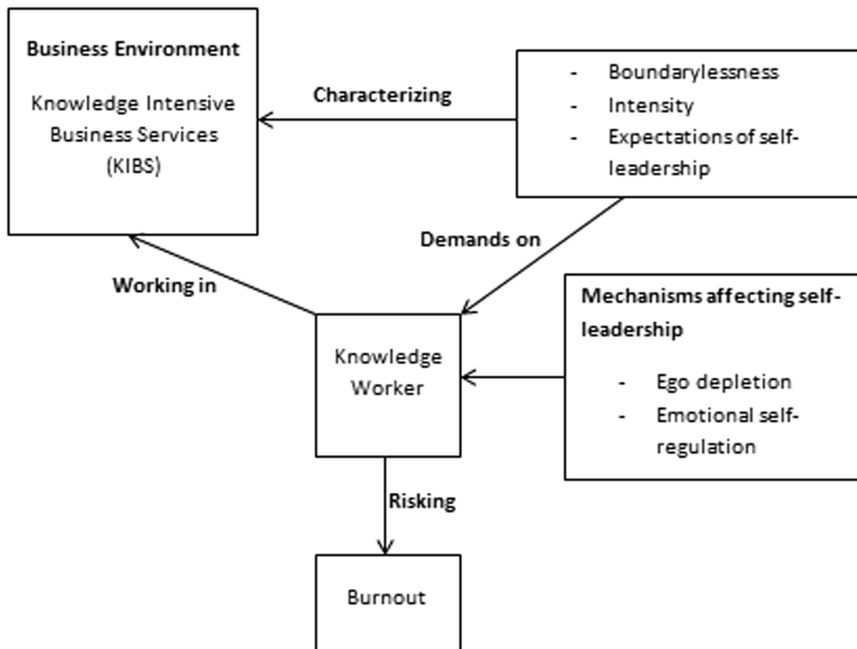 Business Environment
Knowledge Intensive
Business Services
(KIBS)
Characterizing
- Boundarylessness
- Intensity
- Expectations of self-
leadership
Demands on
Working in
Mechanisms affecting self-
leadership
- Ego depletion
- Emotional self-
regulation
Knowledge
Worker
Risking
Burnout